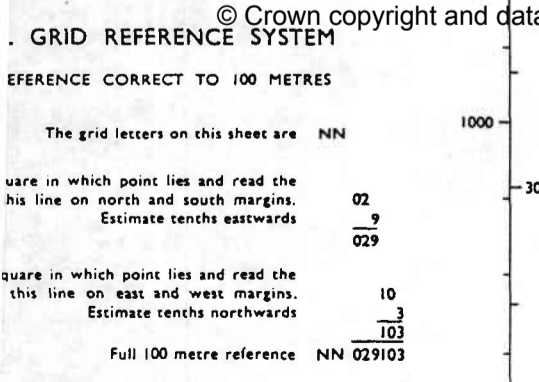 © Crown copyright and data
. GRID REFERENCE SYSTEM
EFERENCE CORRECT TO 100 METRES
The grid letters on this sheet are NN
uare in which point lies and read the
his line on north and south margins. 02
Estimate tenths eastwards 9
029
quare in which point lies and read the
this line on east and west margins. 10
Estimate tenths northwards 3
103
Full 100 metre reference NN 029103
1000
30